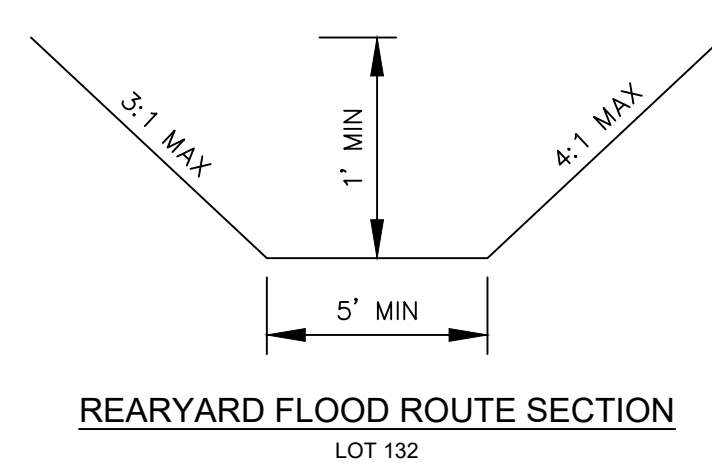 3:1 MAX
1' MIN
4:1 MAX
5' MIN
REARYARD FLOOD ROUTE SECTION
LOT 132